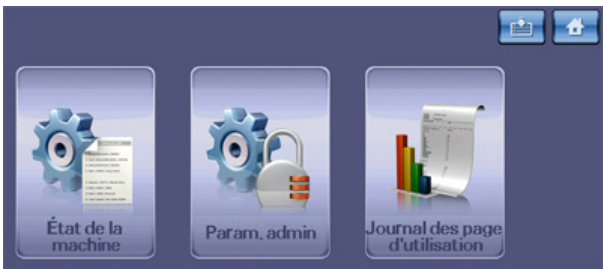 État de la
machine
Param. admin
Journal des page
d'utilisation